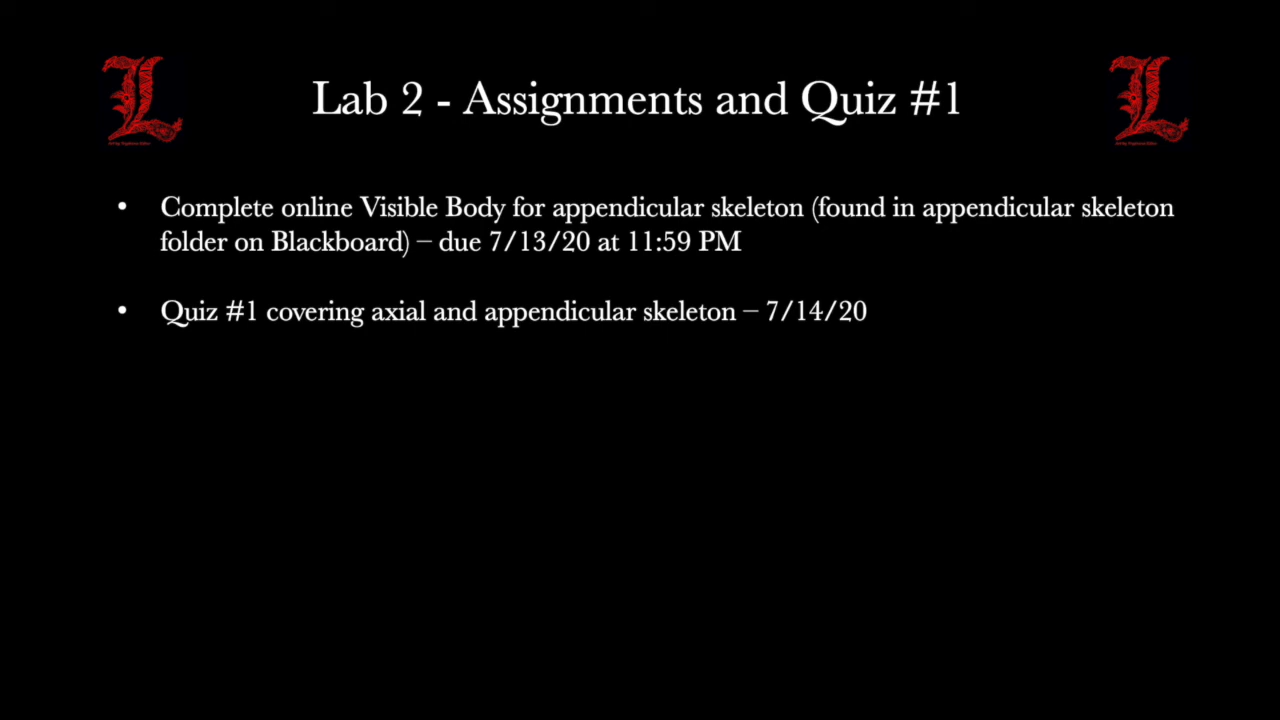 Lab 2 - Assignments and Quiz #1
• Complete online Visible Body for appendicular skeleton (found in appendicular skeleton
folder on Blackboard) – due 7/13/20 at 11:59 PM
• Quiz #1 covering axial and appendicular skeleton – 7/14/20